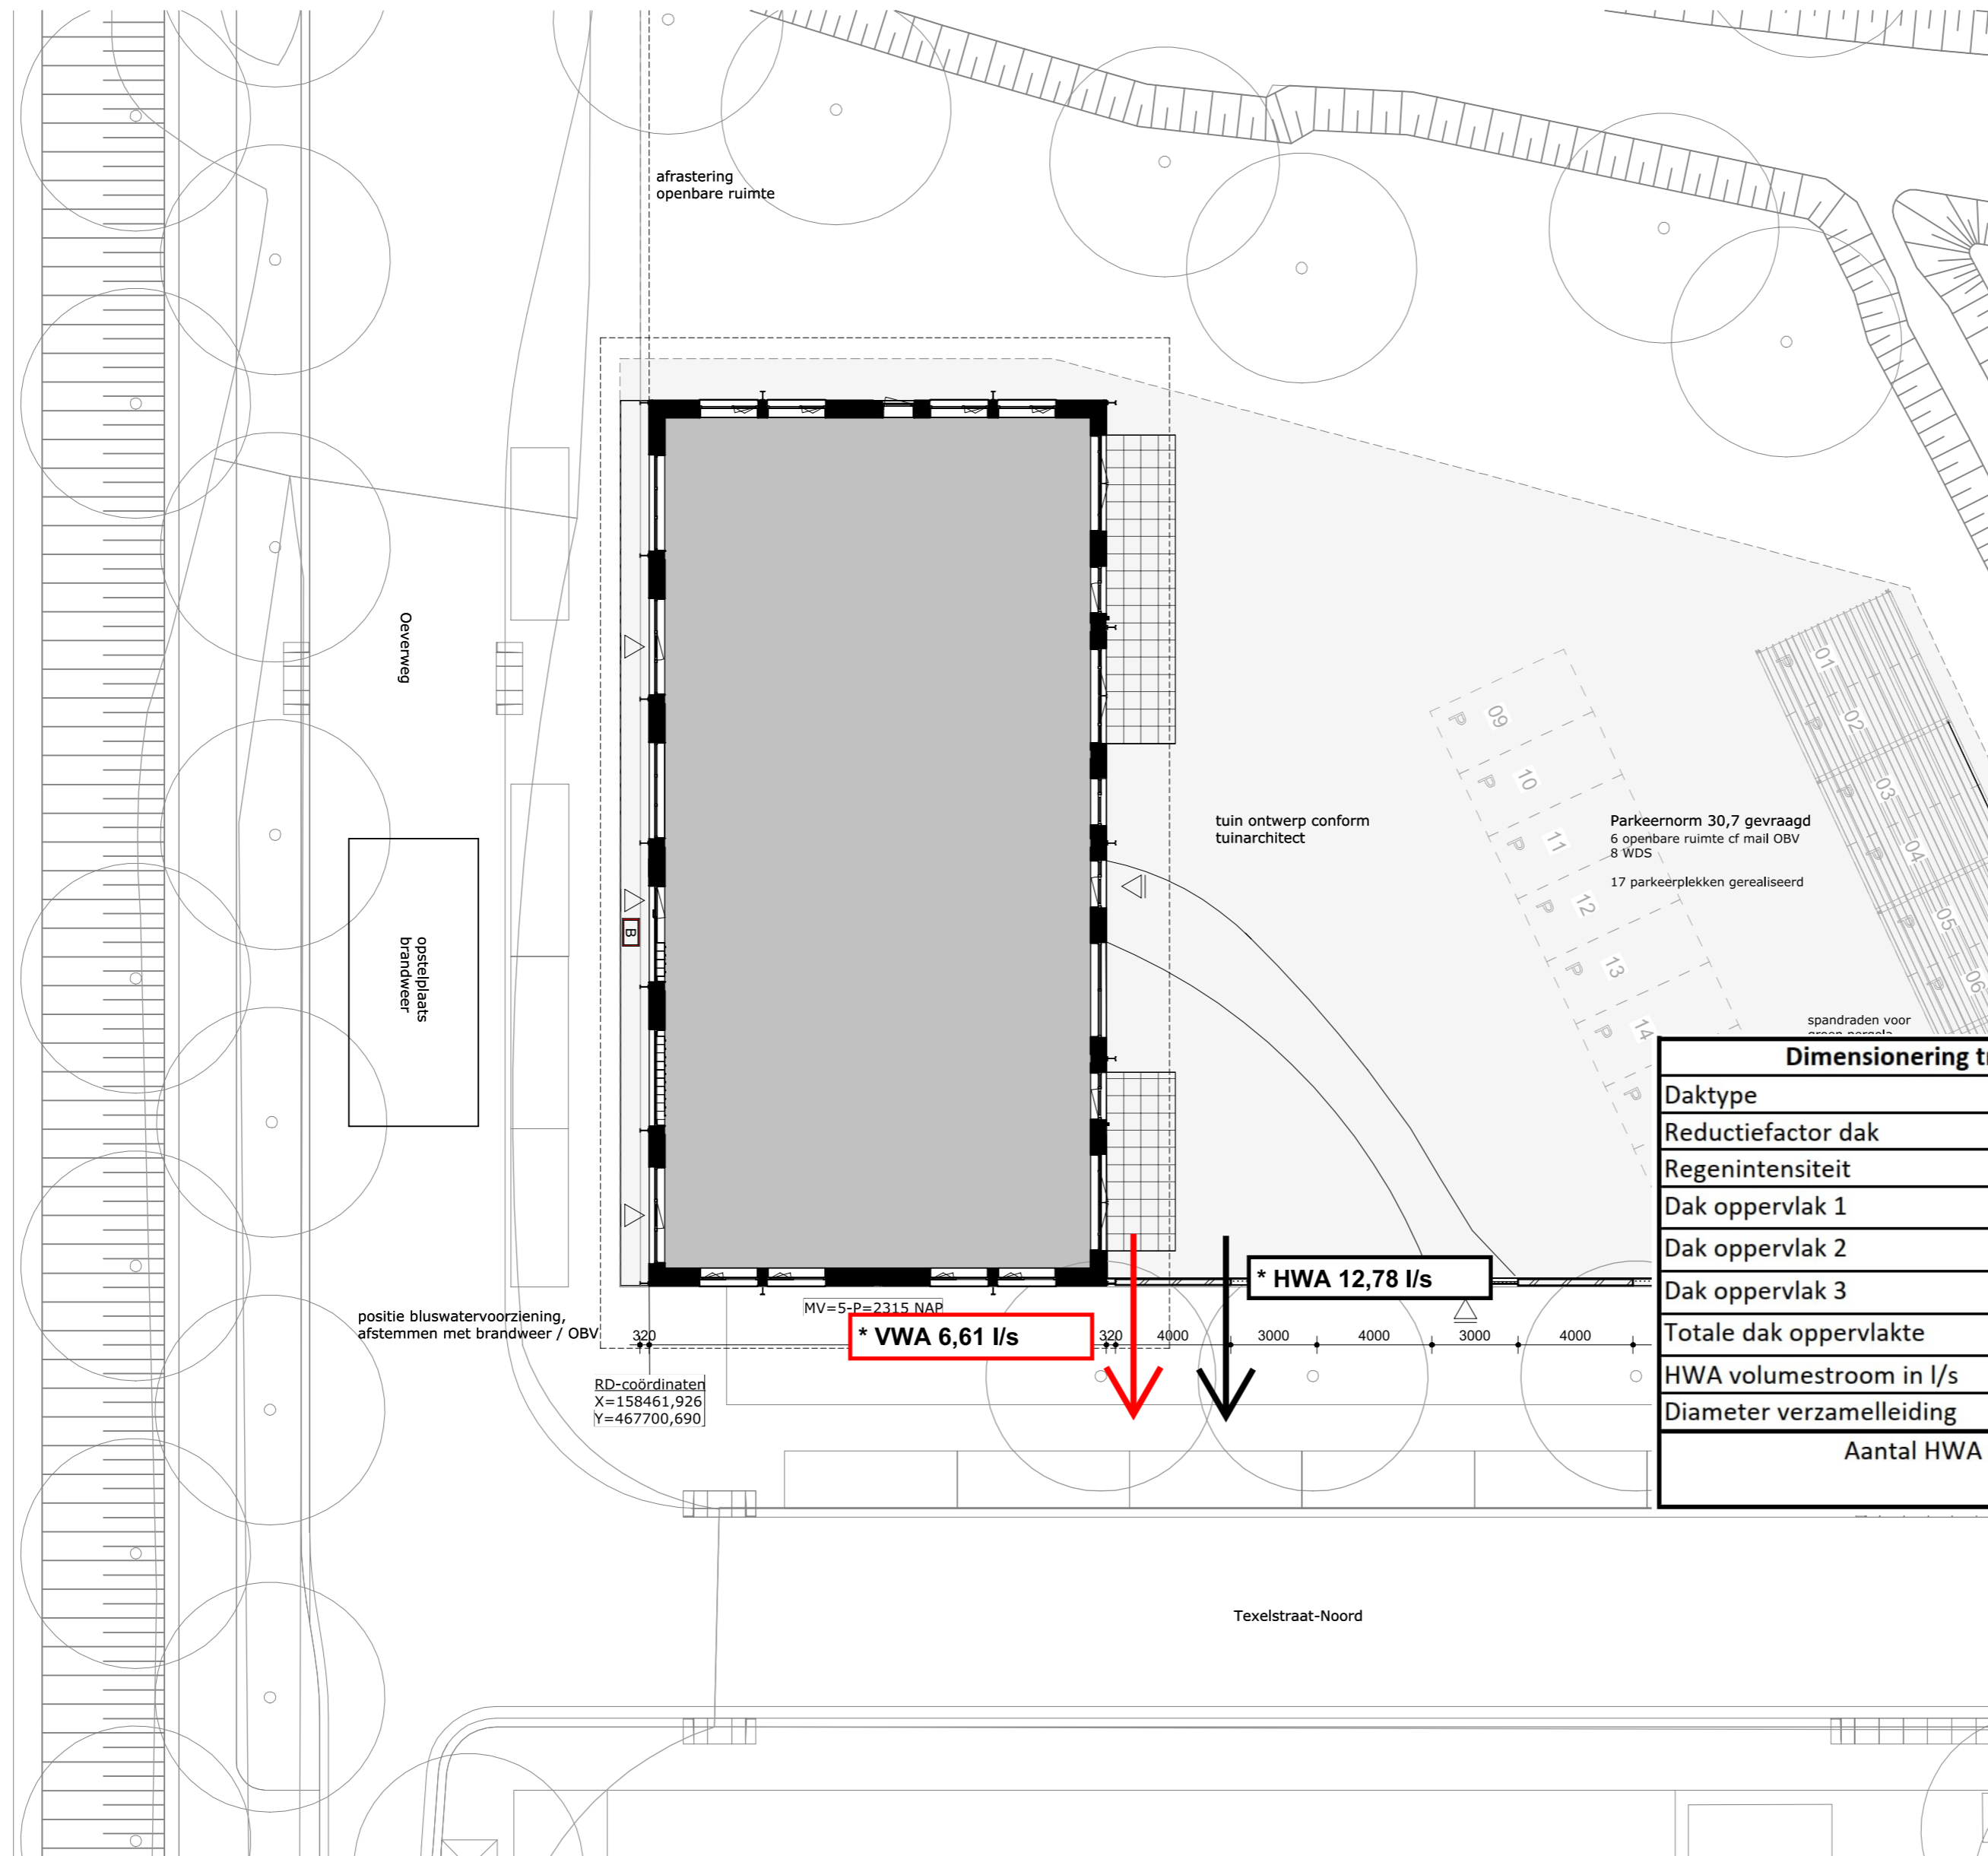 afrastering
openbare ruimte
Oeverweg
opstelplaats
brandweer
B
tuin ontwerp conform
tuinarchitect
Parkeernorm 30,7 gevraagd
6 openbare ruimte cf mail OBV
8 WDS
17 parkeerplekken gerealiseerd
P 01
P 02
P 03
P 04
P 05
P 06
P 09
P 10
P 11
P 12
P 13
P 14
P
spandraden voor
Dimensionering
Daktype
Reductiefactor dak
Regenintensiteit
Dak oppervlak 1
Dak oppervlak 2
Dak oppervlak 3
Totale dak oppervlakte
HWA volumestroom in l/s
Diameter verzamelleiding
Aantal HWA
* HWA 12,78 l/s
MV=5-P=2315 NAP
* VWA 6,61 l/s
positie bluswatervoorziening,
afstemmen met brandweer / OBV
320 320 4000 3000 4000 3000 4000
RD-coördinaten
X=158461,926
Y=467700,690
Texelstraat-Noord